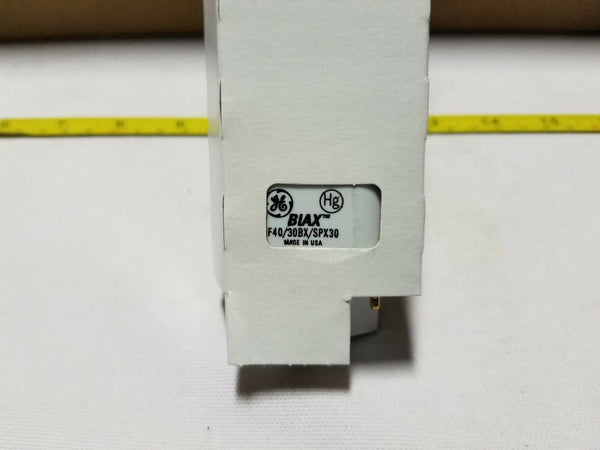 GE Hg
BIAX™
F40/30BX/SPX30
MADE IN USA